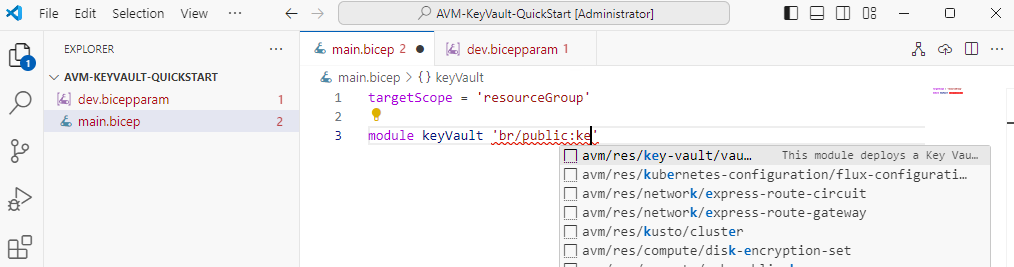 File Edit ··· AVM-KeyVault-QuickStart [Administrator]
EXPLORER ···
AVM-KEYVAULT-QUICKSTART
dev.bicepparam 1
main.bicep 2
1
main.bicep 2 dev.bicepparam 1
main.bicep > {} keyVault
1 targetScope = 'resourceGroup'
2
3 module keyVault 'br/public:ke'
avm/res/key-vault/vau… This module deploys a Key Vau…
avm/res/kubernetes-configuration/flux-configurati…
avm/res/network/express-route-circuit
avm/res/network/express-route-gateway
avm/res/kusto/cluster
avm/res/compute/disk-encryption-set